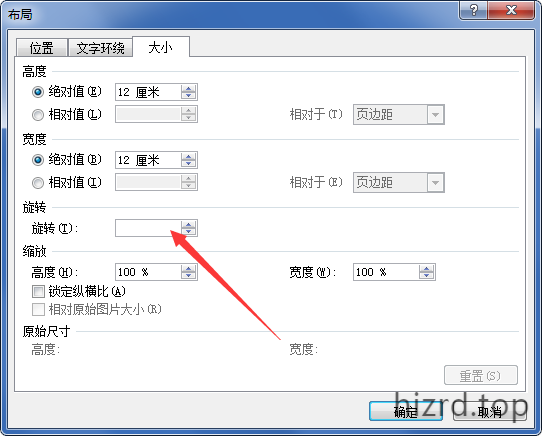 布局
位置 文字环绕 大小
高度
绝对值(E) 12 厘米
相对值(L) 相对于(T) 页边距
宽度
绝对值(B) 12 厘米
相对值(I) 相对于(E) 页边距
旋转
旋转(T):
缩放
高度(H): 100 % 宽度(W): 100 %
锁定纵横比(A)
相对原始图片大小(R)
原始尺寸
高度: 宽度:
重置(S)
确定 取消
hizrd.top